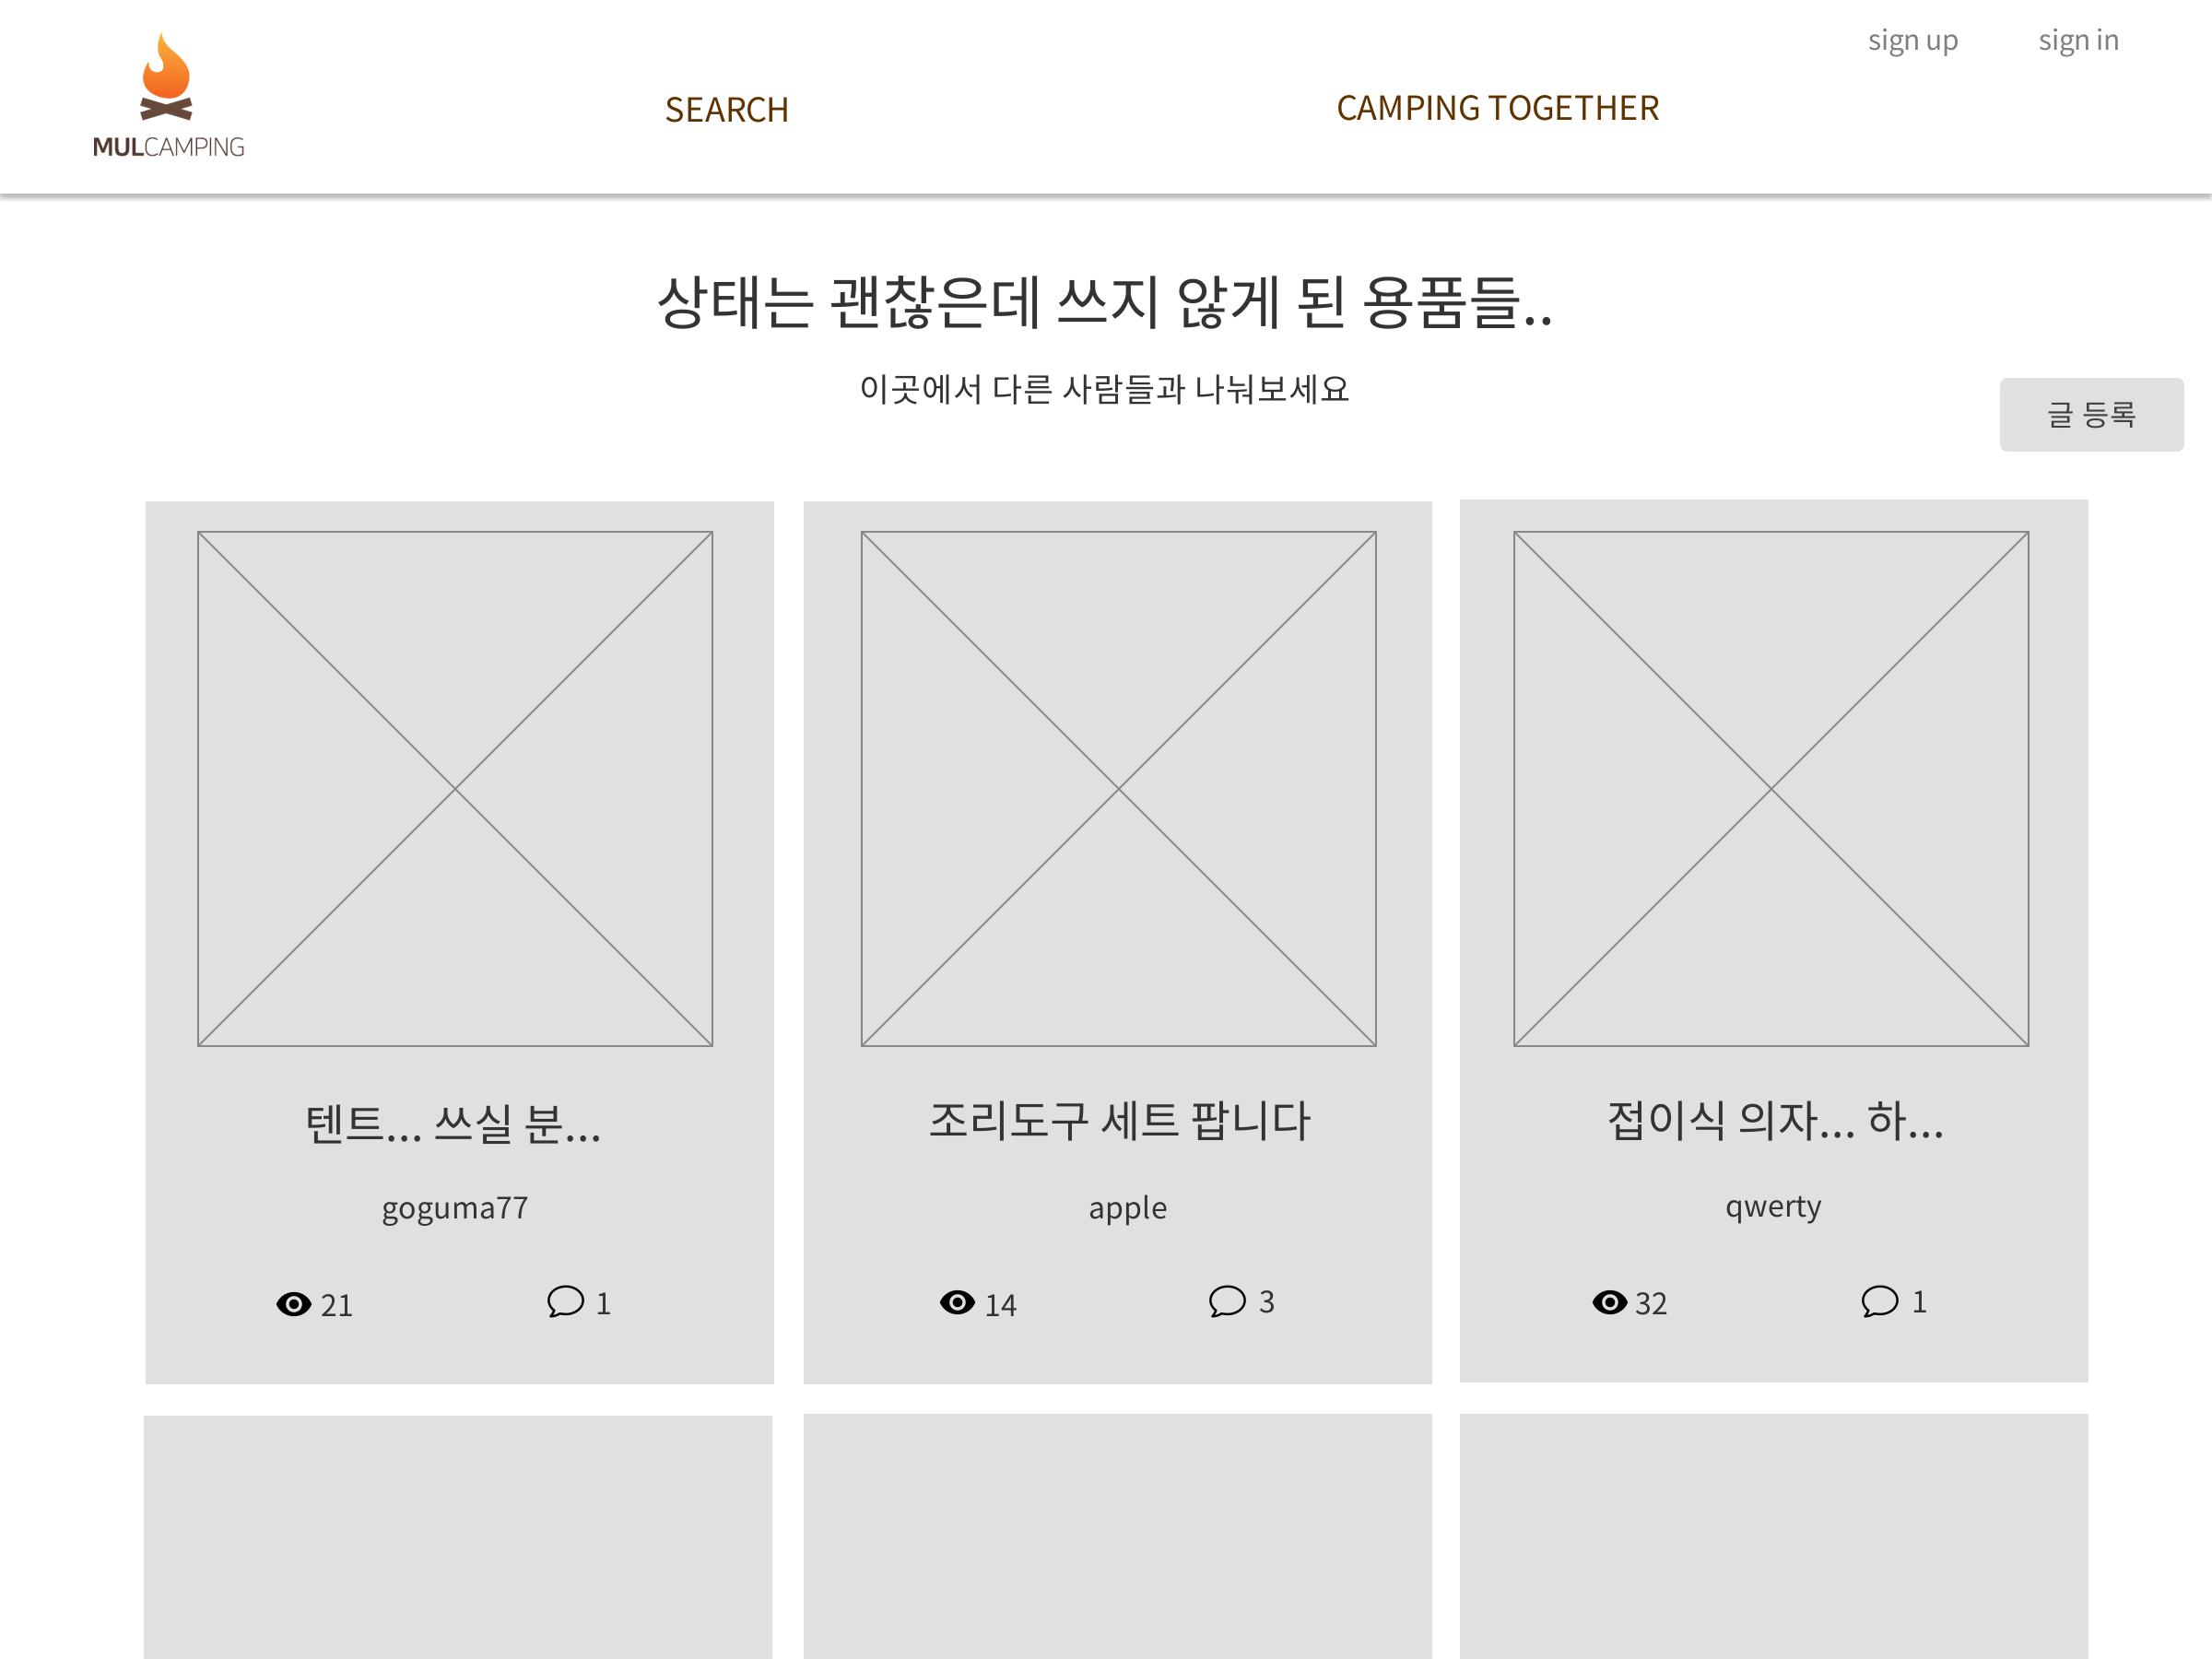 sign up
sign in
SEARCH
CAMPING TOGETHER
MULCAMPING
상태는 괜찮은데 쓰지 않게 된 용품들..
이곳에서 다른 사람들과 나눠보세요
글 등록
텐트... 쓰실 분...
조리도구 세트 팝니다
접이식 의자... 하...
goguma77
apple
qwerty
21
1
14
3
32
1